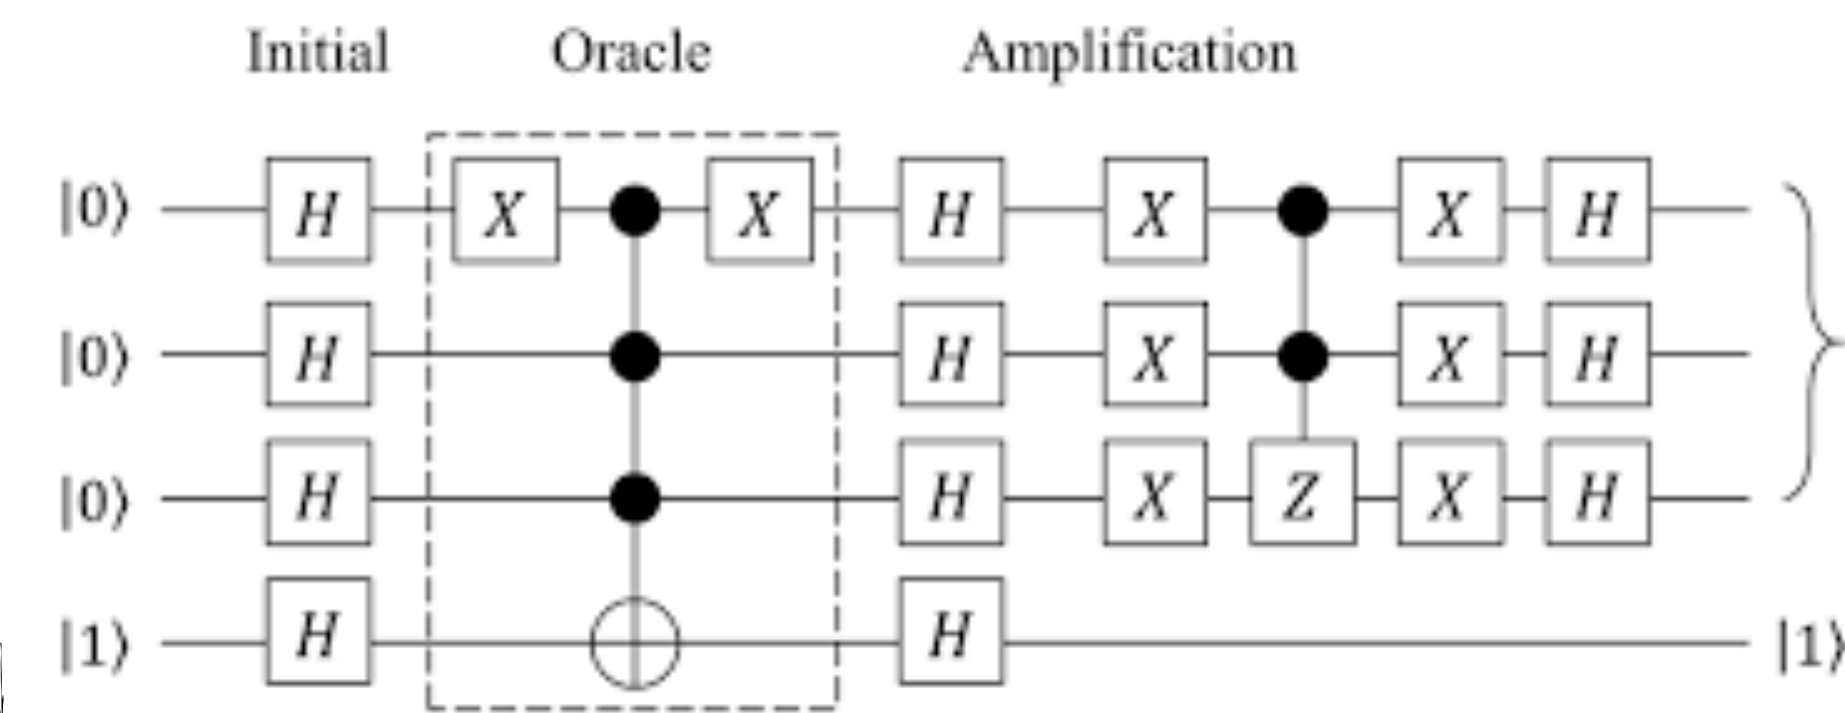 Initial Oracle Amplification
|0⟩ H X X H X X H
|0⟩ H H X X H
|0⟩ H H X Z X H
|1⟩ H H |1⟩